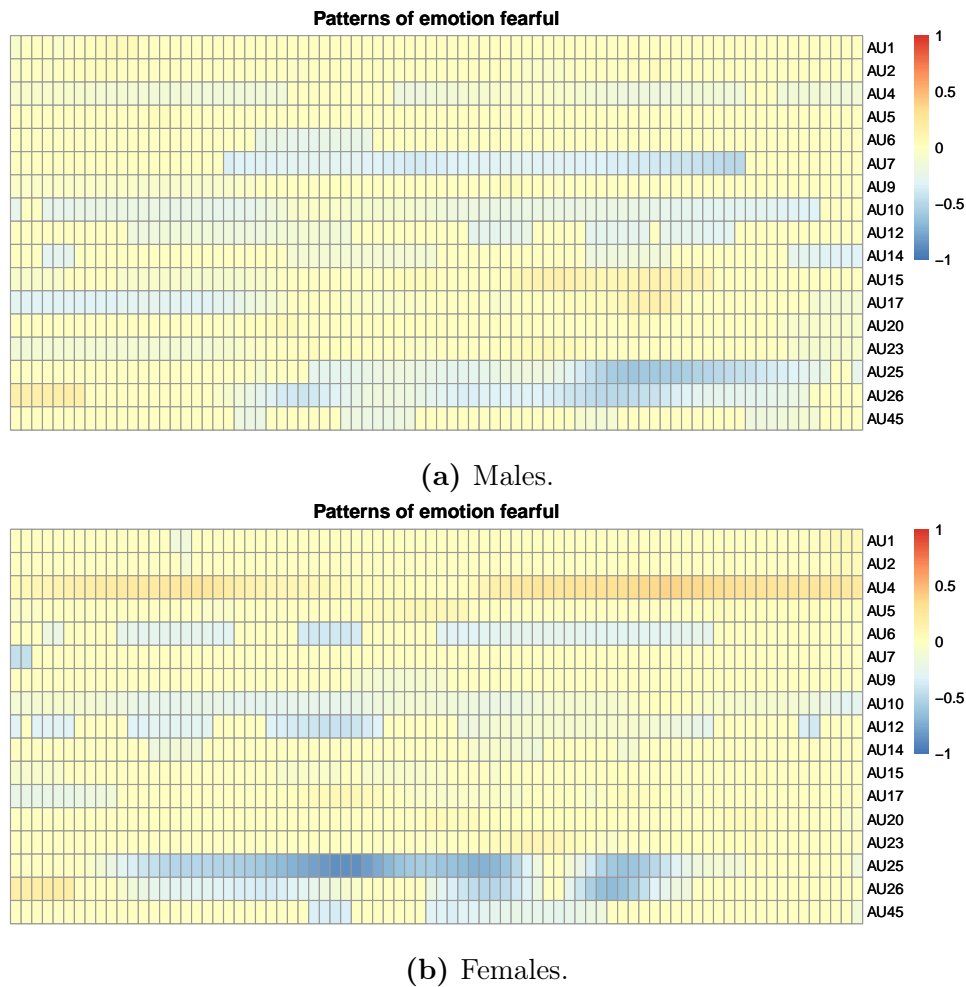 Patterns of emotion fearful
AU1
AU2
AU4
AU5
AU6
AU7
AU9
AU10
AU12
AU14
AU15
AU17
AU20
AU23
AU25
AU26
AU45
1
0.5
0
−0.5
−1
(a) Males.
Patterns of emotion fearful
AU1
AU2
AU4
AU5
AU6
AU7
AU9
AU10
AU12
AU14
AU15
AU17
AU20
AU23
AU25
AU26
AU45
1
0.5
0
−0.5
−1
(b) Females.